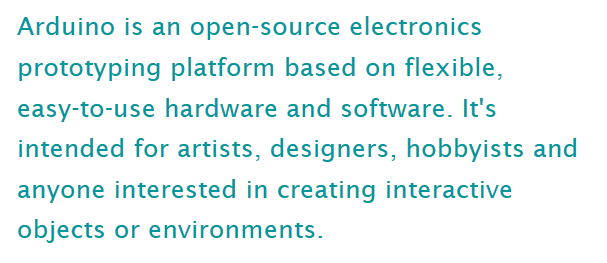 Arduino is an open-source electronics
prototyping platform based on flexible,
easy-to-use hardware and software. It's
intended for artists, designers, hobbyists and
anyone interested in creating interactive
objects or environments.